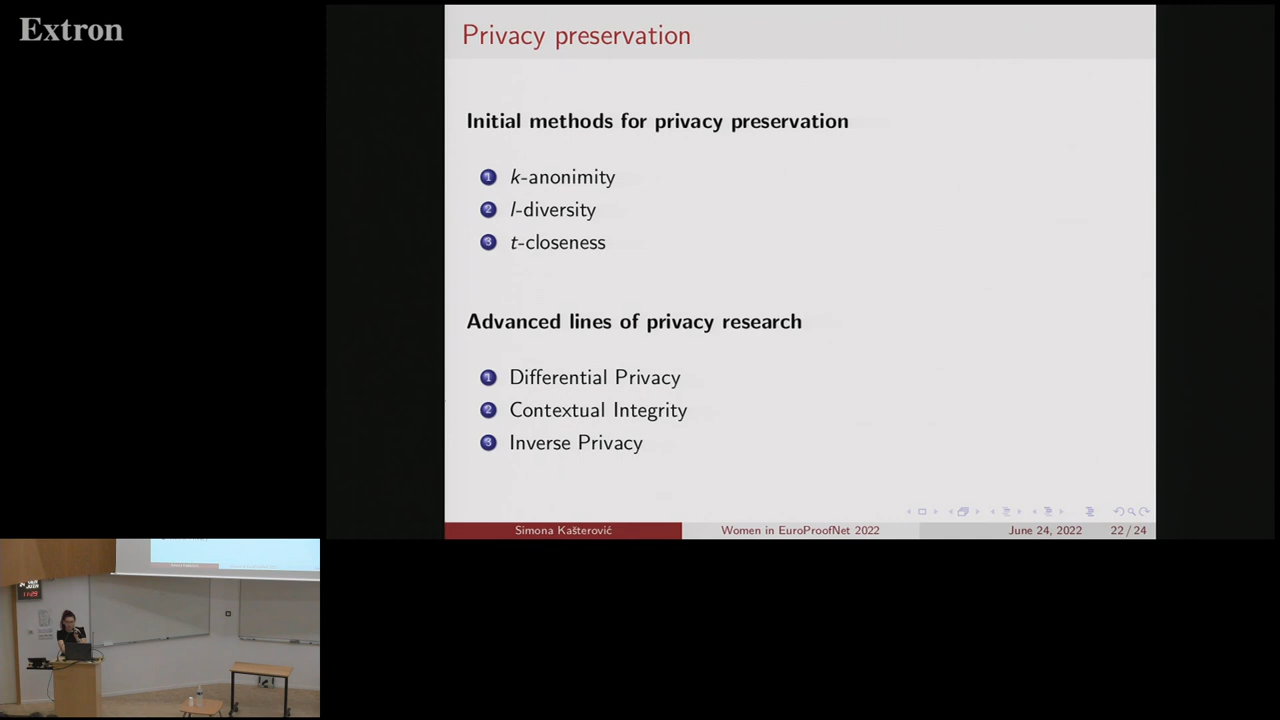 Extron
Privacy preservation
Initial methods for privacy preservation
1 k-anonimity
2 l-diversity
3 t-closeness
Advanced lines of privacy research
1 Differential Privacy
2 Contextual Integrity
3 Inverse Privacy
Simona Kašterović Women in EuroProofNet 2022 June 24, 2022 22 / 24
11:29